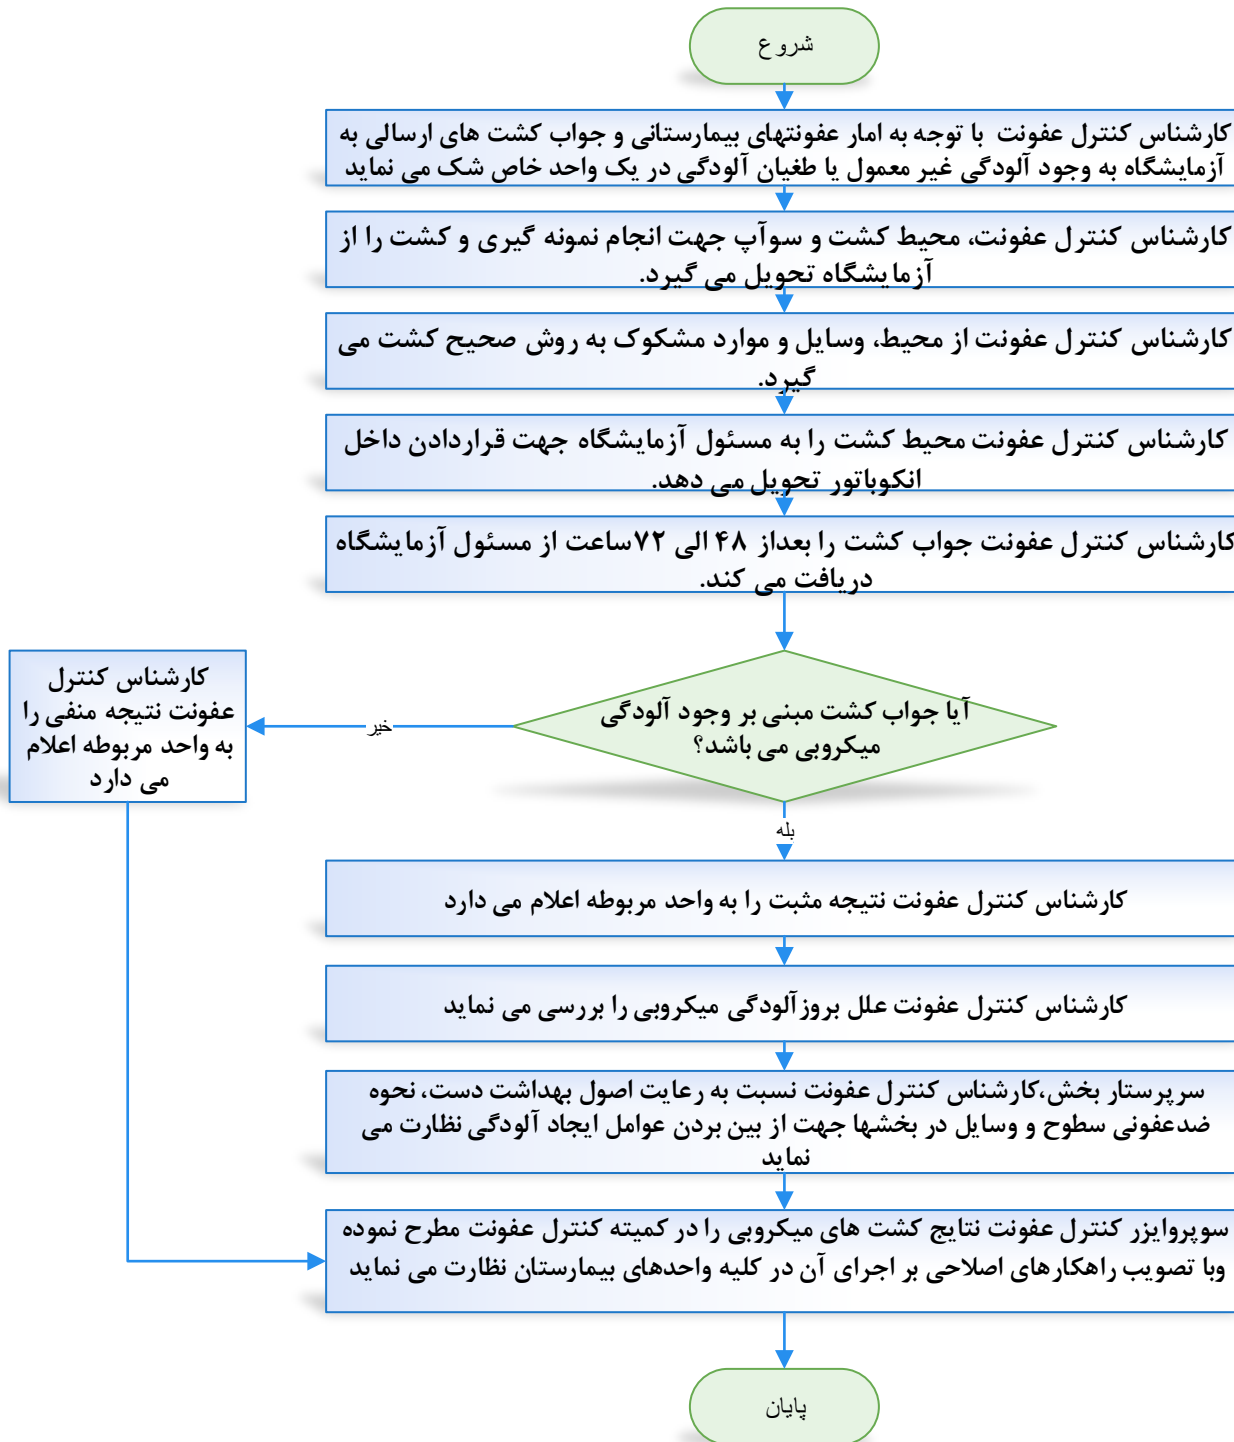 شروع
کارشناس کنترل عفونت با توجه به امار عفونتهای بیمارستانی و جواب کشت های ارسالی به
آزمایشگاه به وجود آلودگی غیر معمول یا طغیان آلودگی در یک واحد خاص شک می نماید
کارشناس کنترل عفونت، محیط کشت و سوآپ جهت انجام نمونه گیری و کشت را از
آزمایشگاه تحویل می گیرد.
کارشناس کنترل عفونت از محیط، وسایل و موارد مشکوک به روش صحیح کشت می
گیرد.
کارشناس کنترل عفونت محیط کشت را به مسئول آزمایشگاه جهت قراردادن داخل
انکوباتور تحویل می دهد.
کارشناس کنترل عفونت جواب کشت را بعداز ۴۸ الی ۷۲ساعت از مسئول آزمایشگاه
دریافت می کند.
آیا جواب کشت مبنی بر وجود آلودگی
میکروبی می باشد؟
خیر
کارشناس کنترل
عفونت نتیجه منفی را
به واحد مربوطه اعلام
می دارد
بله
کارشناس کنترل عفونت نتیجه مثبت را به واحد مربوطه اعلام می دارد
کارشناس کنترل عفونت علل بروزآلودگی میکروبی را بررسی می نماید
سرپرستار بخش،کارشناس کنترل عفونت نسبت به رعایت اصول بهداشت دست، نحوه
ضدعفونی سطوح و وسایل در بخشها جهت از بین بردن عوامل ایجاد آلودگی نظارت می
نماید
سوپروایزر کنترل عفونت نتایج کشت های میکروبی را در کمیته کنترل عفونت مطرح نموده
وبا تصویب راهکارهای اصلاحی بر اجرای آن در کلیه واحدهای بیمارستان نظارت می نماید
پایان